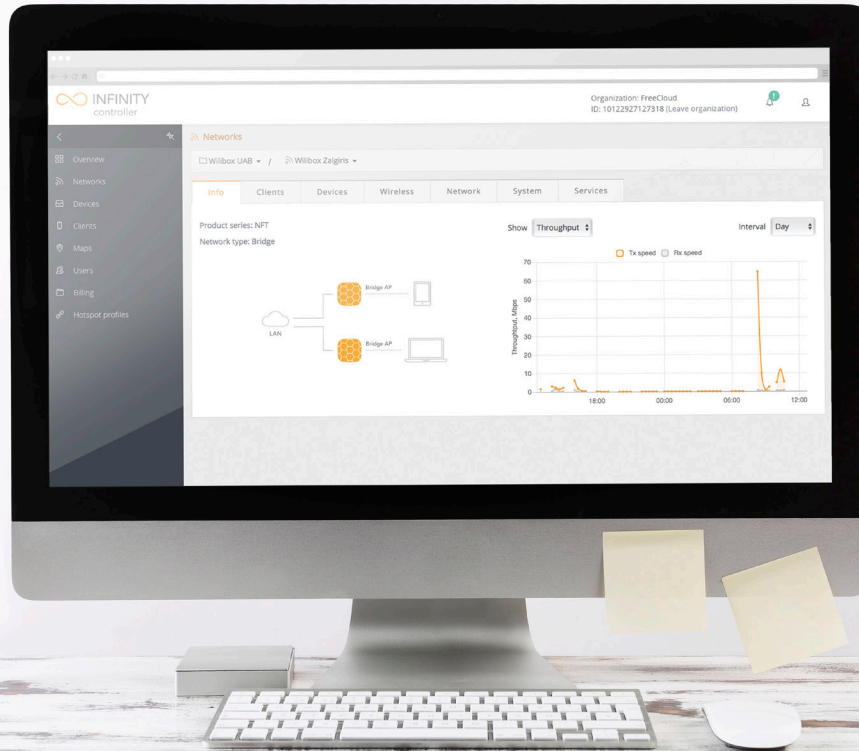 INFINITY
controller
Organization: FreeCloud
ID: 10122927127318 (Leave organization)
!
Networks
Overview
Networks
Devices
Clients
Maps
Users
Billing
Hotspot profiles
Wilibox UAB / Wilibox Zalgiris
Info Clients Devices Wireless Network System Services
Product series: NFT
Network type: Bridge
Show Throughput
Interval Day
LAN
Bridge AP
Bridge AP
Tx speed Rx speed
Throughput, Mbps
70
60
50
40
30
20
10
0
18:00 00:00 06:00 12:00